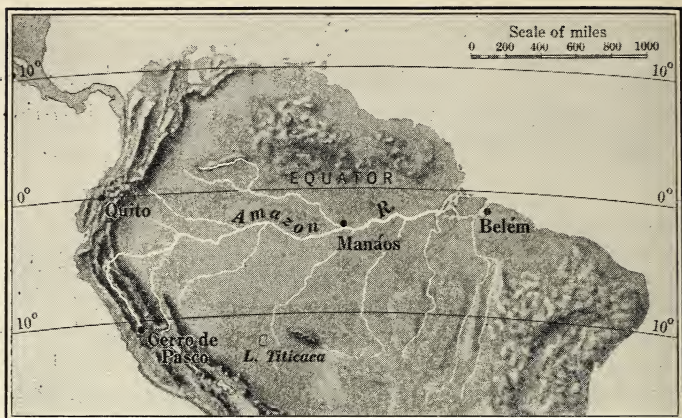 Scale of miles
0 200 400 600 800 1000
10° 10°
EQUATOR
0° 0°
Quito
Amazon R.
Belém
Manáos
10° 10°
Cerro de
Pasco
L. Titicaca